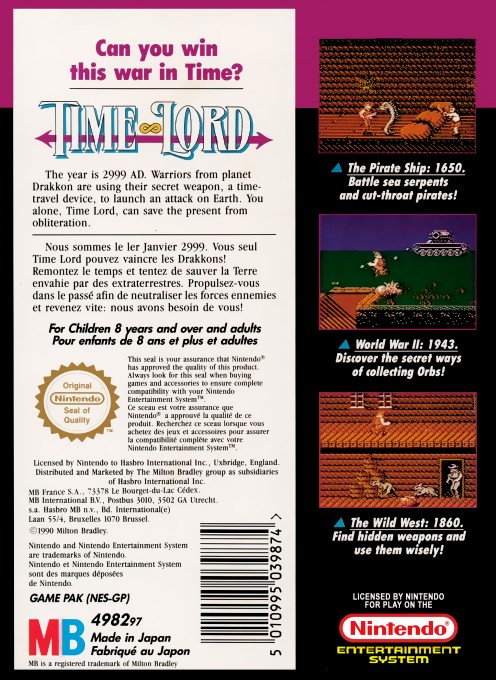 Can you win
this war in Time?
TIME LORD
The year is 2999 AD. Warriors from planet
Drakkon are using their secret weapon, a time-
travel device, to launch an attack on Earth. You
alone, Time Lord, can save the present from
obliteration.
Nous sommes le ler Janvier 2999. Vous seul
Time Lord pouvez vaincre les Drakkons!
Remontez le temps et tentez de sauver la Terre
envahie par des extraterrestres. Propulsez-vous
dans le passé afin de neutraliser les forces ennemies
et revenez vite: nous avons besoin de vous!
For Children 8 years and over and adults
Pour enfants de 8 ans et plus et adultes
Original
Nintendo
Seal of
Quality
TM
This seal is your assurance that Nintendo®
has approved the quality of this product.
Always look for this seal when buying
games and accessories to ensure complete
compatibility with your Nintendo
Entertainment System™.
Ce sceau est votre assurance que
Nintendo® a approuvé la qualité de ce
produit. Recherchez ce sceau lorsque vous
achetez des jeux et accessoires pour assurer
la compatibilité complète avec votre
Nintendo Entertainment System™.
Licensed by Nintendo to Hasbro International Inc., Uxbridge, England.
Distributed and Marketed by The Milton Bradley group as subsidiaries
of Hasbro International Inc.
MB France S.A., 73378 Le Bourget-du-Lac Cédex.
MB International B.V., Postbus 3010, 3502 GA Utrecht.
s.a. Hasbro MB n.v., Bd. International(e)
Laan 55/4, Bruxelles 1070 Brussel.
©1990 Milton Bradley.
Nintendo and Nintendo Entertainment System
are trademarks of Nintendo.
Nintendo et Nintendo Entertainment System
sont des marques déposées
de Nintendo.
GAME PAK (NES-GP)
MB
498297
Made in Japan
Fabriqué au Japon
MB is a registered trademark of Milton Bradley
5 010995 039874 >
The Pirate Ship: 1650.
Battle sea serpents
and cut-throat pirates!
World War II: 1943.
Discover the secret ways
of collecting Orbs!
The Wild West: 1860.
Find hidden weapons and
use them wisely!
LICENSED BY NINTENDO
FOR PLAY ON THE
Nintendo®
ENTERTAINMENT
SYSTEM